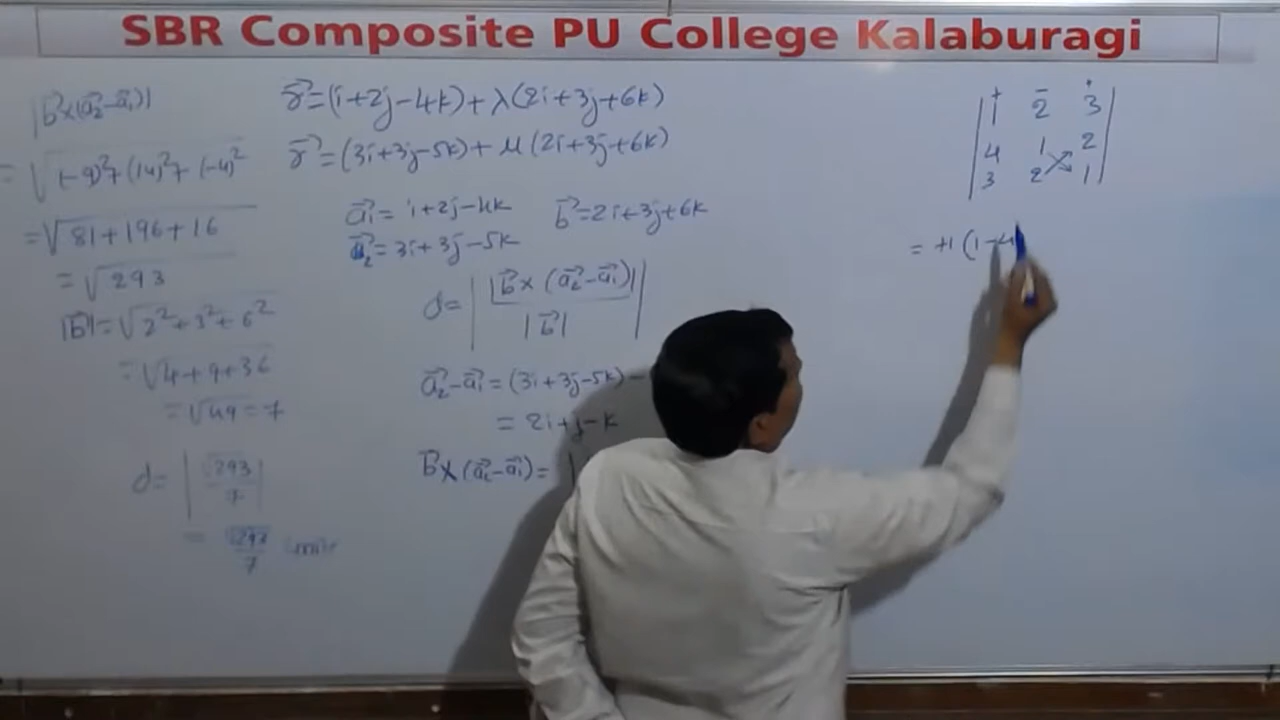 SBR Composite PU College Kalaburagi
|b⃗×(a⃗₂−a⃗₁)|
= √(−9)²+(14)²+(−4)²
= √81+196+16
= √293
|b⃗| = √2²+3²+6²
= √4+9+36
= √49 = 7
d = |√293/7|
= √293/7 units
r⃗ = (i+2j−4k)+λ(2i+3j+6k)
r⃗ = (3i+3j−5k)+μ(2i+3j+6k)
a⃗₁ = i+2j−4k b⃗ = 2i+3j+6k
a⃗₂ = 3i+3j−5k
d = | |b⃗×(a⃗₂−a⃗₁)| / |b⃗| |
a⃗₂−a⃗₁ = (3i+3j−5k)−
= 2i+j−k
b⃗×(a⃗₂−a⃗₁) = |
+ −
1 2 3
4 1 2
3 2 1
= +1(1−4